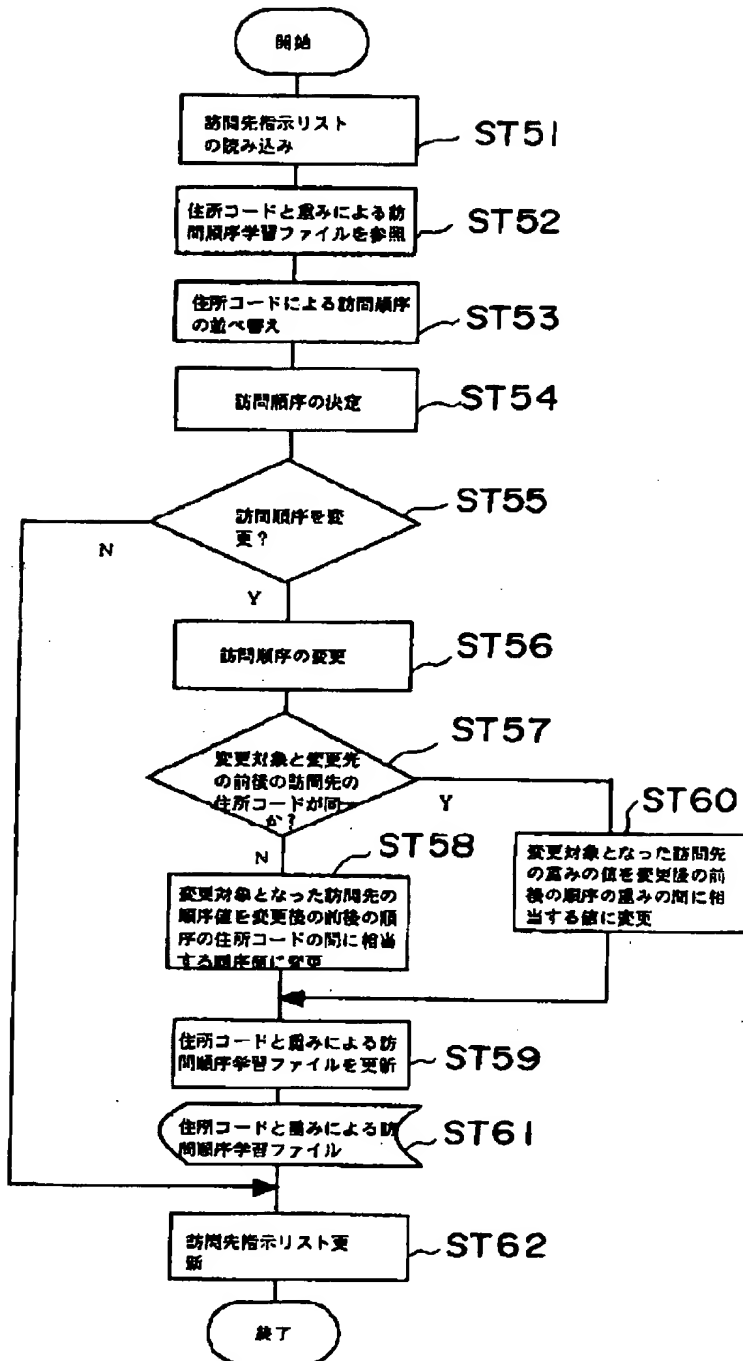 開始
訪問先指示リスト
の読み込み
ST51
住所コードと重みによる訪
問順序学習ファイルを参照
ST52
住所コードによる訪問順序
の並べ替え
ST53
訪問順序の決定
ST54
訪問順序を変
更?
ST55
N
Y
訪問順序の変更
ST56
変更対象と変更先
の前後の訪問先の
住所コードが同一
か?
ST57
Y
N
ST58
変更対象となった訪問先の
順序値を変更後の前後の順
序の住所コードの間に相当
する順序値に変更
ST60
変更対象となった訪問先
の重みの値を変更後の前
後の順序の重みの間に相
当する値に変更
住所コードと重みによる訪
問順序学習ファイルを更新
ST59
住所コードと重みによる訪
問順序学習ファイル
ST61
訪問先指示リスト更
新
ST62
終了